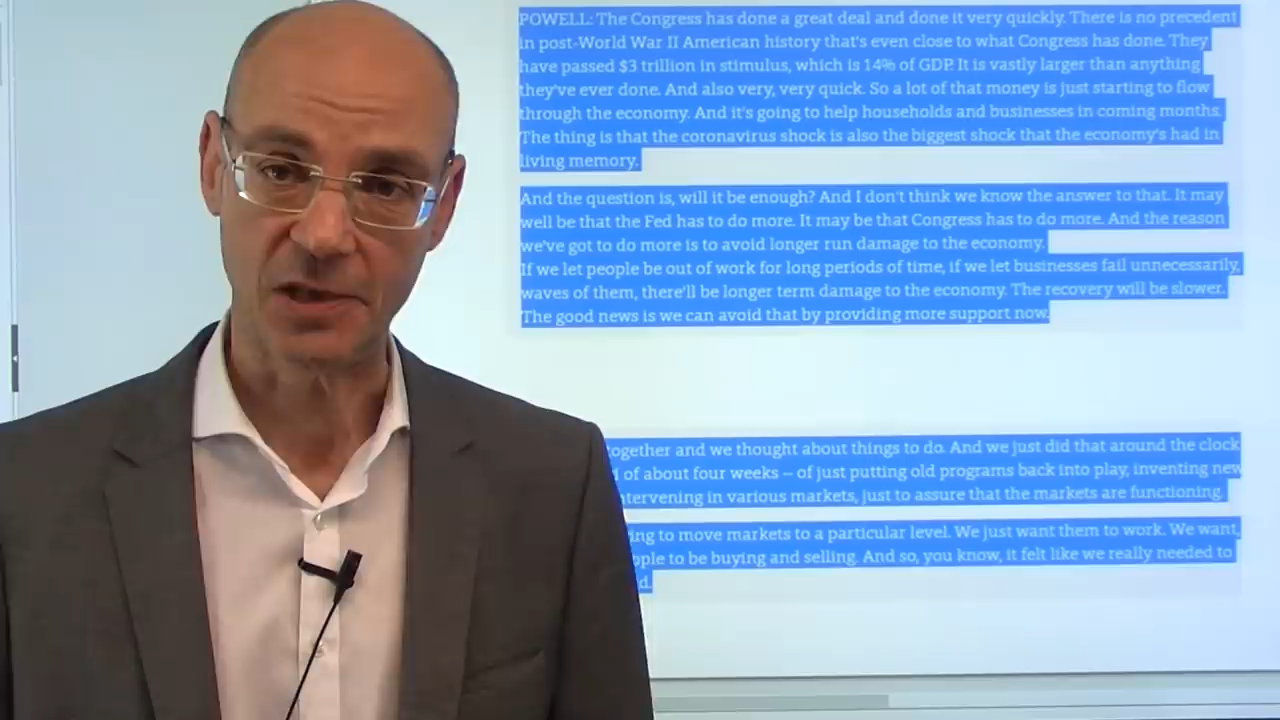 POWELL: The Congress has done a great deal and done it very quickly. There is no precedent
in post-World War II American history that's even close to what Congress has done. They
have passed $3 trillion in stimulus, which is 14% of GDP. It is vastly larger than anything
they've ever done. And also very, very quick. So a lot of that money is just starting to flow
through the economy. And it's going to help households and businesses in coming months.
The thing is that the coronavirus shock is also the biggest shock that the economy's had in
living memory.
And the question is, will it be enough? And I don't think we know the answer to that. It may
well be that the Fed has to do more. It may be that Congress has to do more. And the reason
we've got to do more is to avoid longer run damage to the economy.
If we let people be out of work for long periods of time, if we let businesses fail unnecessarily,
waves of them, there'll be longer term damage to the economy. The recovery will be slower.
The good news is we can avoid that by providing more support now.
together and we thought about things to do. And we just did that around the clock
of about four weeks – of just putting old programs back into play, inventing new
intervening in various markets, just to assure that the markets are functioning.
to move markets to a particular level. We just want them to work. We want,
to be buying and selling. And so, you know, it felt like we really needed to